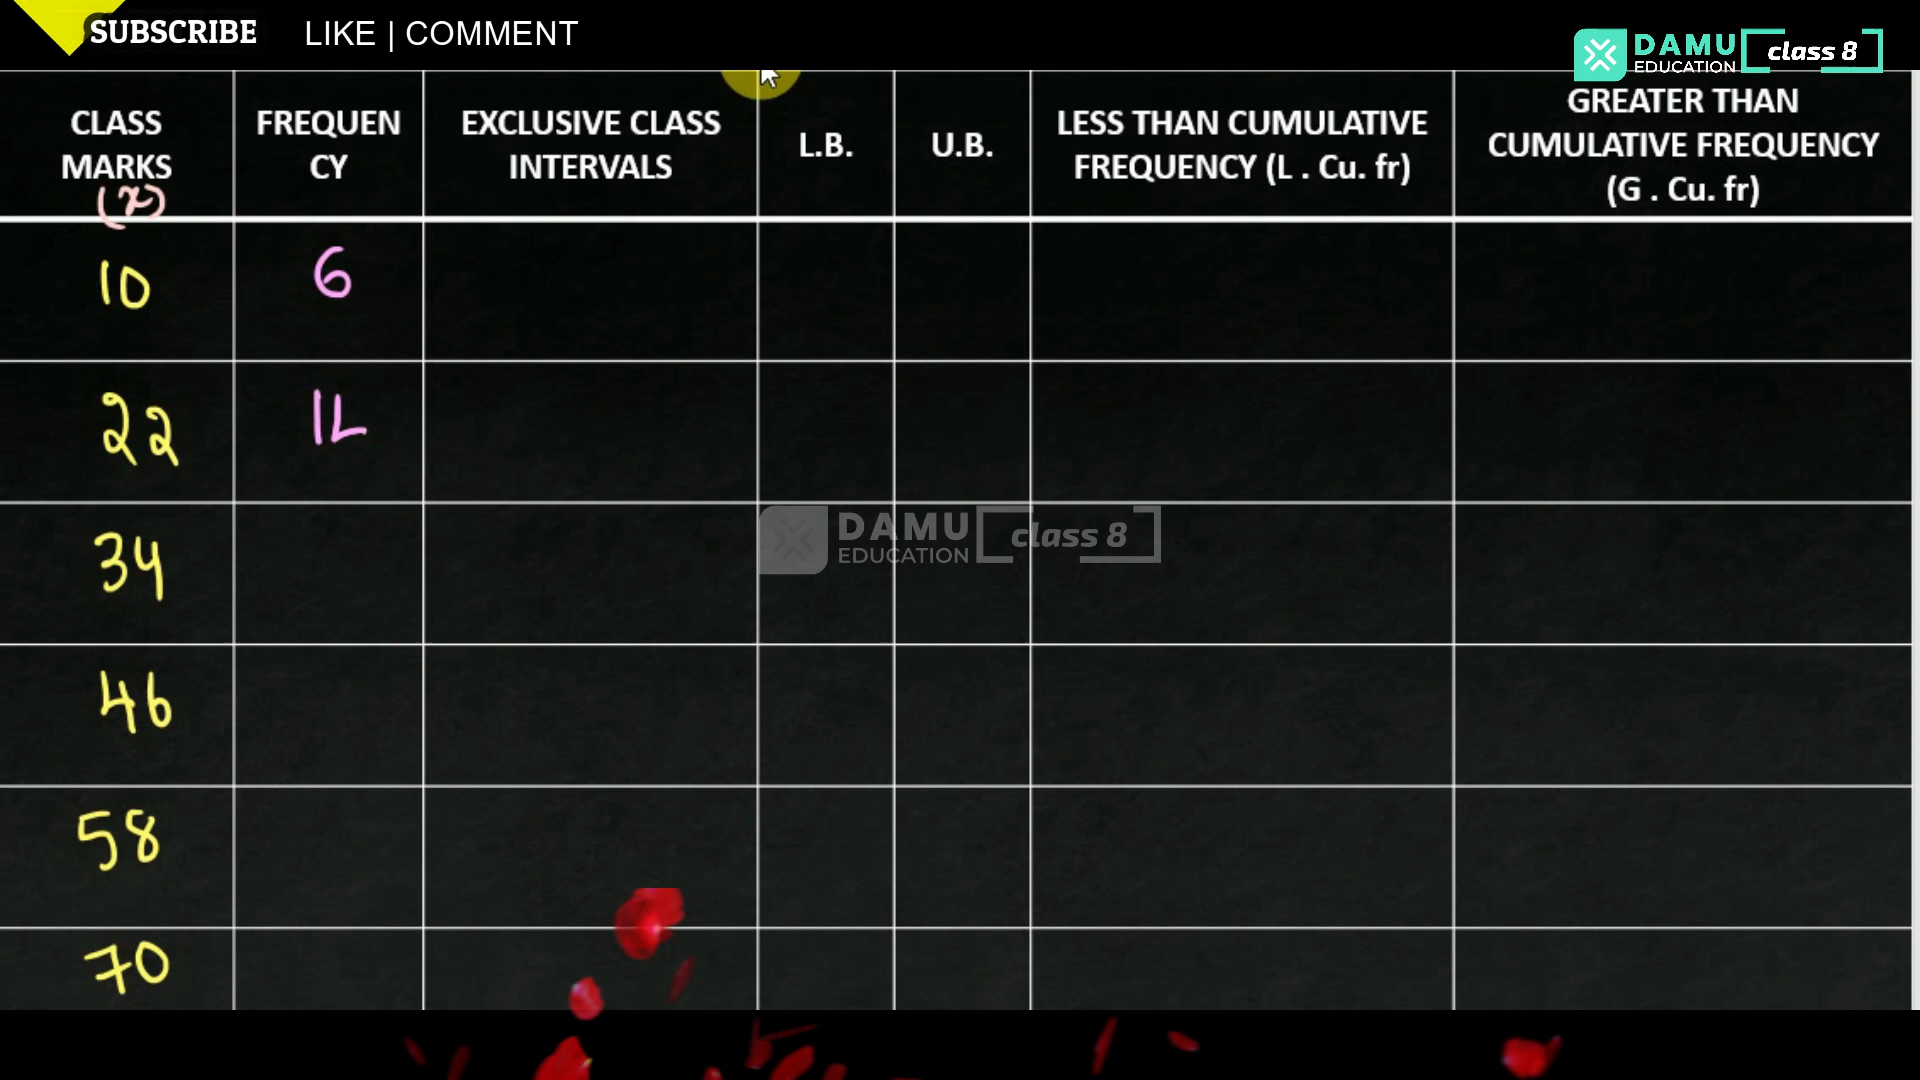 SUBSCRIBE LIKE | COMMENT
DAMU EDUCATION class 8
CLASS MARKS (x)
FREQUEN CY
EXCLUSIVE CLASS INTERVALS
L.B.
U.B.
LESS THAN CUMULATIVE FREQUENCY (L . Cu. fr)
GREATER THAN CUMULATIVE FREQUENCY (G . Cu. fr)
10 6
22
34
DAMU EDUCATION class 8
46
58
70